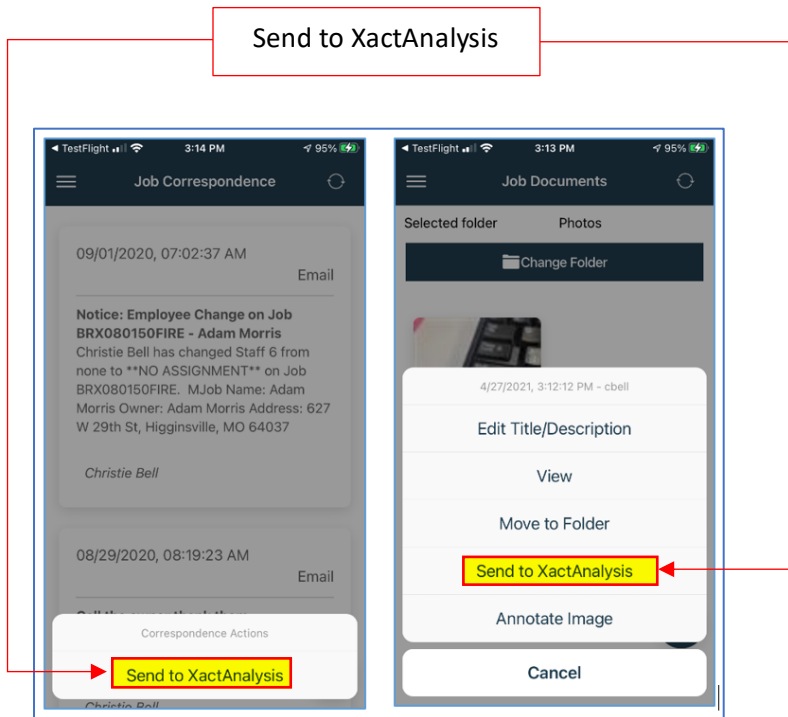 Send to XactAnalysis
TestFlight
3:14 PM
95%
Job Correspondence
09/01/2020, 07:02:37 AM
Email
Notice: Employee Change on Job
BRX080150FIRE - Adam Morris
Christie Bell has changed Staff 6 from
none to **NO ASSIGNMENT** on Job
BRX080150FIRE. MJob Name: Adam
Morris Owner: Adam Morris Address: 627
W 29th St, Higginsville, MO 64037
Christie Bell
08/29/2020, 08:19:23 AM
Email
Correspondence Actions
Send to XactAnalysis
Christie Bell
TestFlight
3:13 PM
95%
Job Documents
Selected folder Photos
Change Folder
4/27/2021, 3:12:12 PM - cbell
Edit Title/Description
View
Move to Folder
Send to XactAnalysis
Annotate Image
Cancel